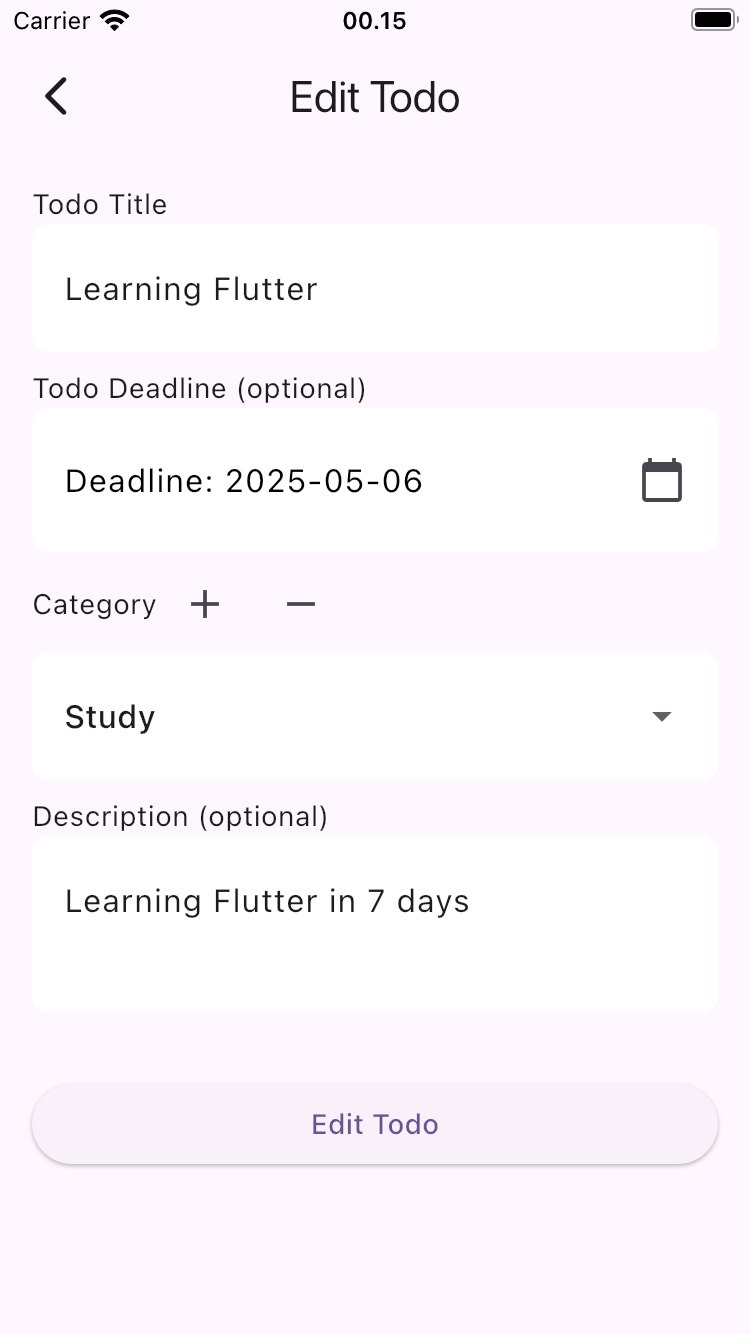 Carrier 00.15
Edit Todo
Todo Title
Learning Flutter
Todo Deadline (optional)
Deadline: 2025-05-06
Category
Study
Description (optional)
Learning Flutter in 7 days
Edit Todo